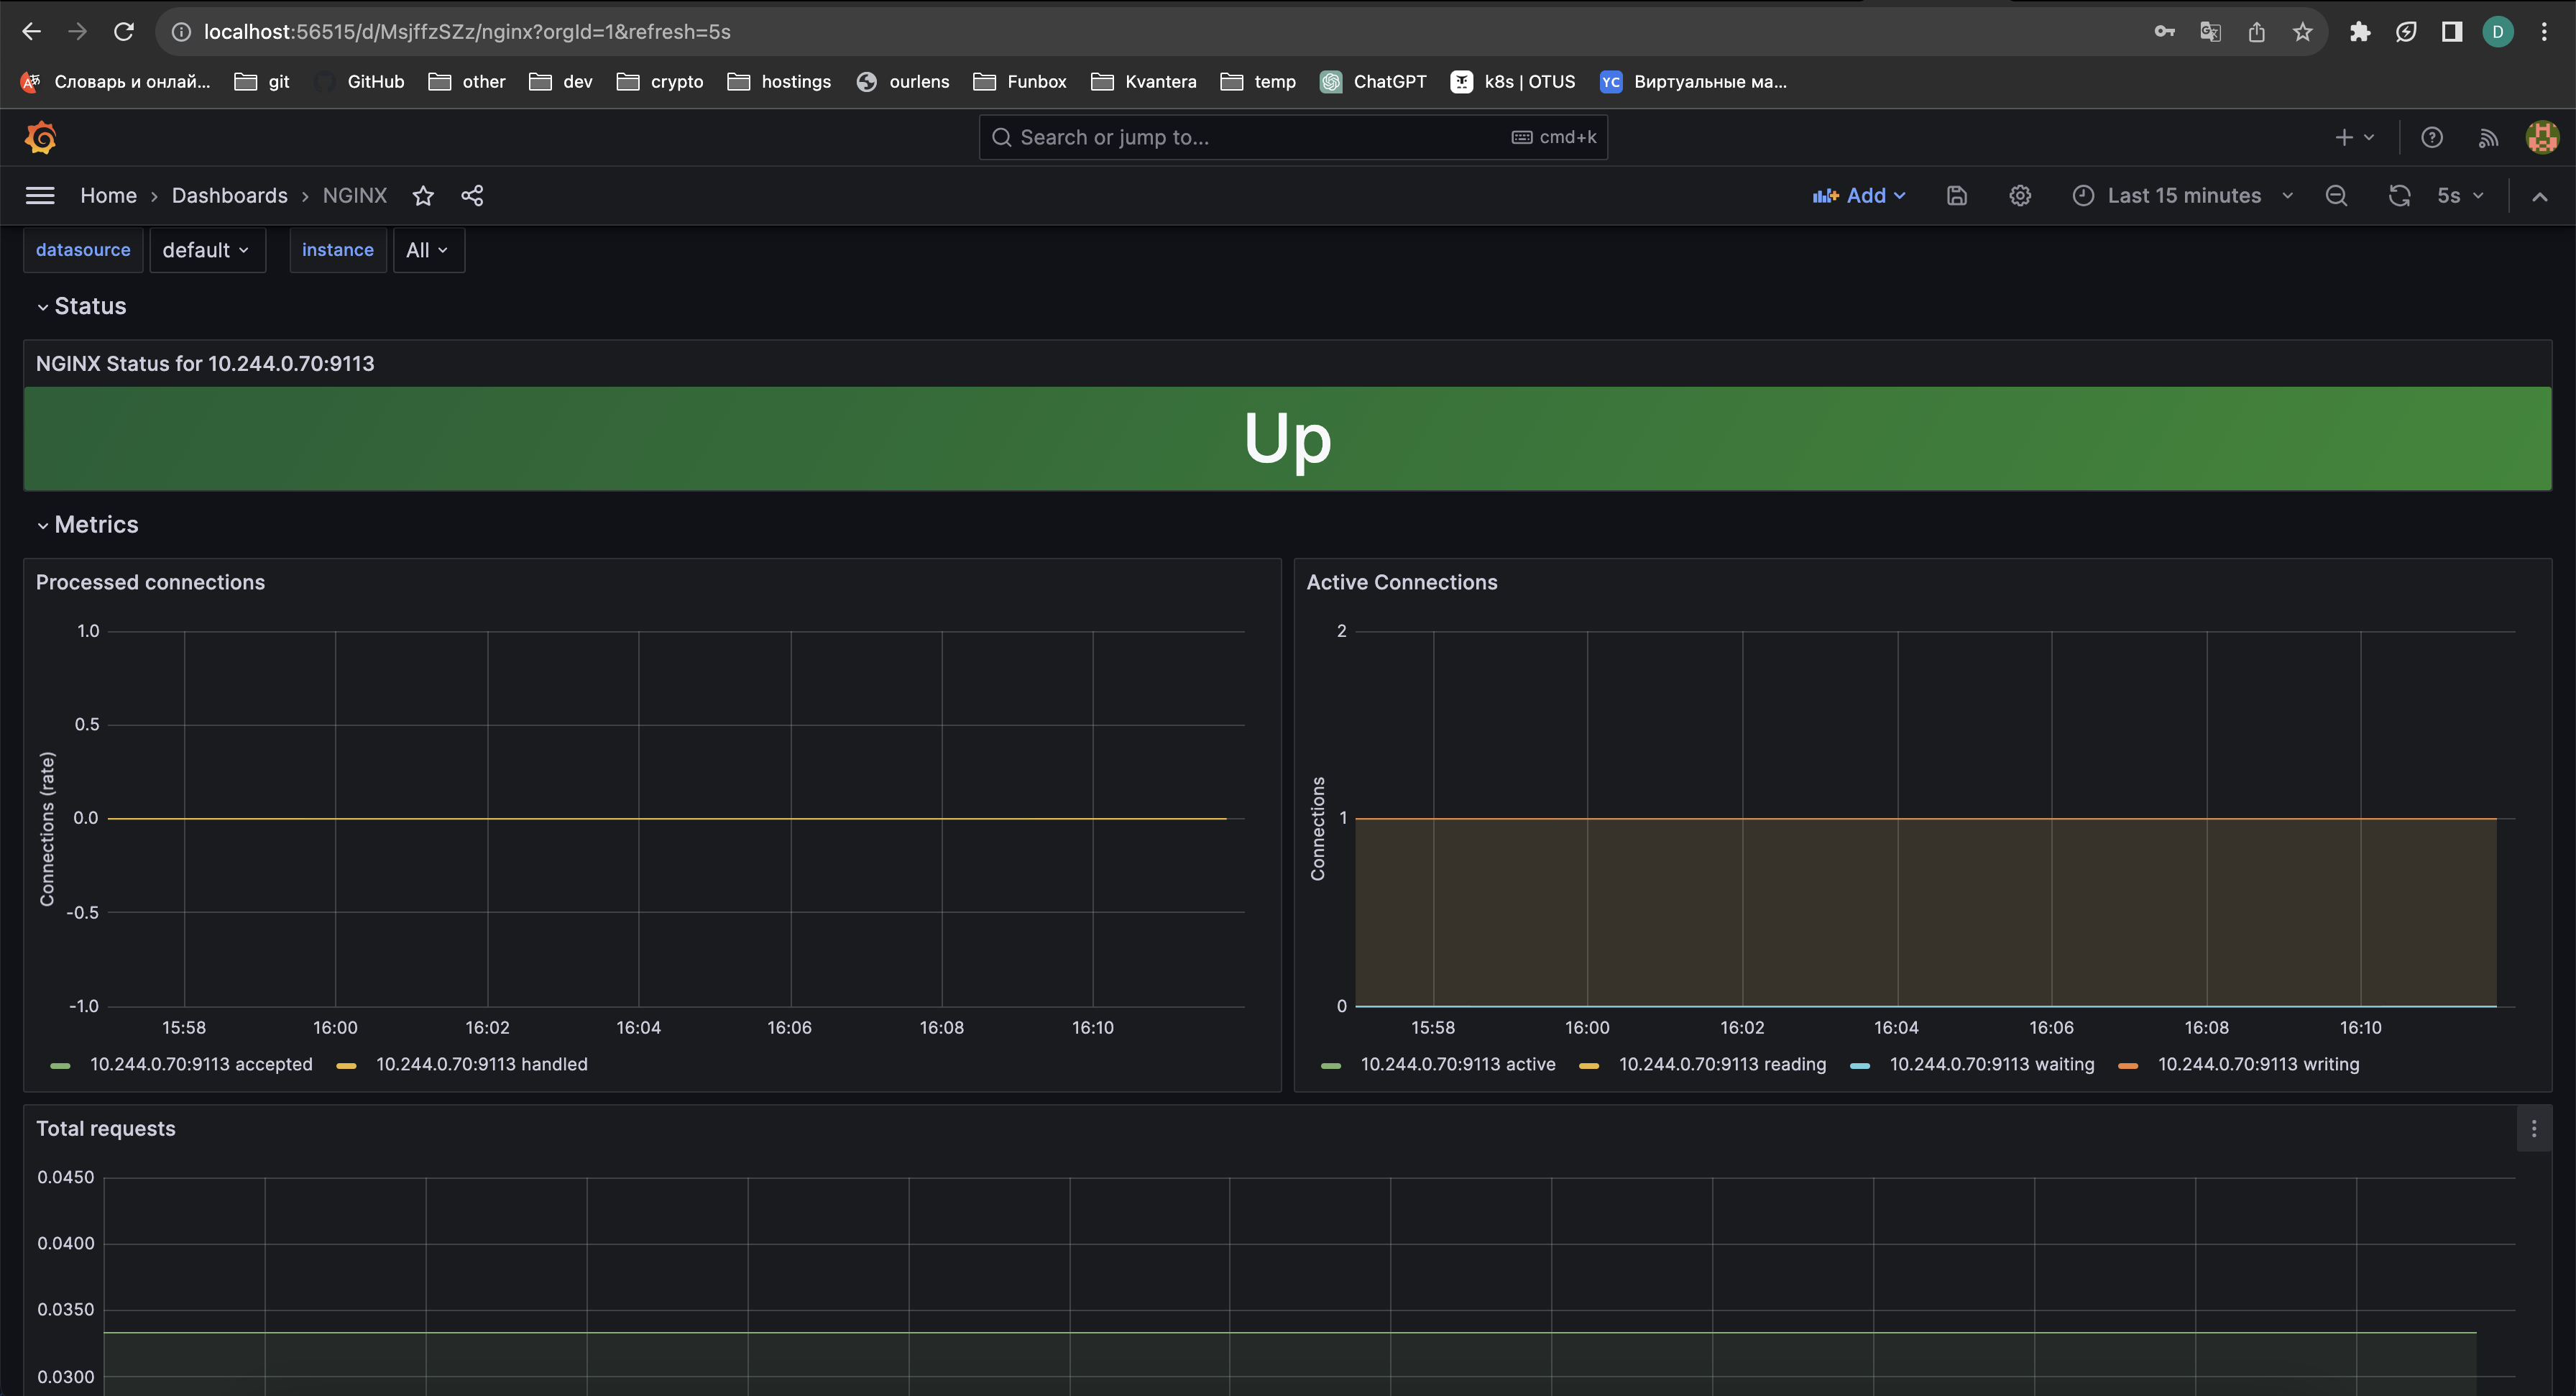 localhost:56515/d/MsjffzSZz/nginx?orgId=1&refresh=5s
D
Словарь и онлай...
git
GitHub
other
dev
crypto
hostings
ourlens
Funbox
Kvantera
temp
ChatGPT
k8s | OTUS
YC Виртуальные ма...
Search or jump to... cmd+k
Home › Dashboards › NGINX
Add
Last 15 minutes
5s
datasource default instance All
Status
NGINX Status for 10.244.0.70:9113
Up
Metrics
Processed connections
Connections (rate)
1.0
0.5
0.0
-0.5
-1.0
15:58 16:00 16:02 16:04 16:06 16:08 16:10
10.244.0.70:9113 accepted 10.244.0.70:9113 handled
Active Connections
Connections
2
1
0
15:58 16:00 16:02 16:04 16:06 16:08 16:10
10.244.0.70:9113 active 10.244.0.70:9113 reading 10.244.0.70:9113 waiting 10.244.0.70:9113 writing
Total requests
0.0450
0.0400
0.0350
0.0300